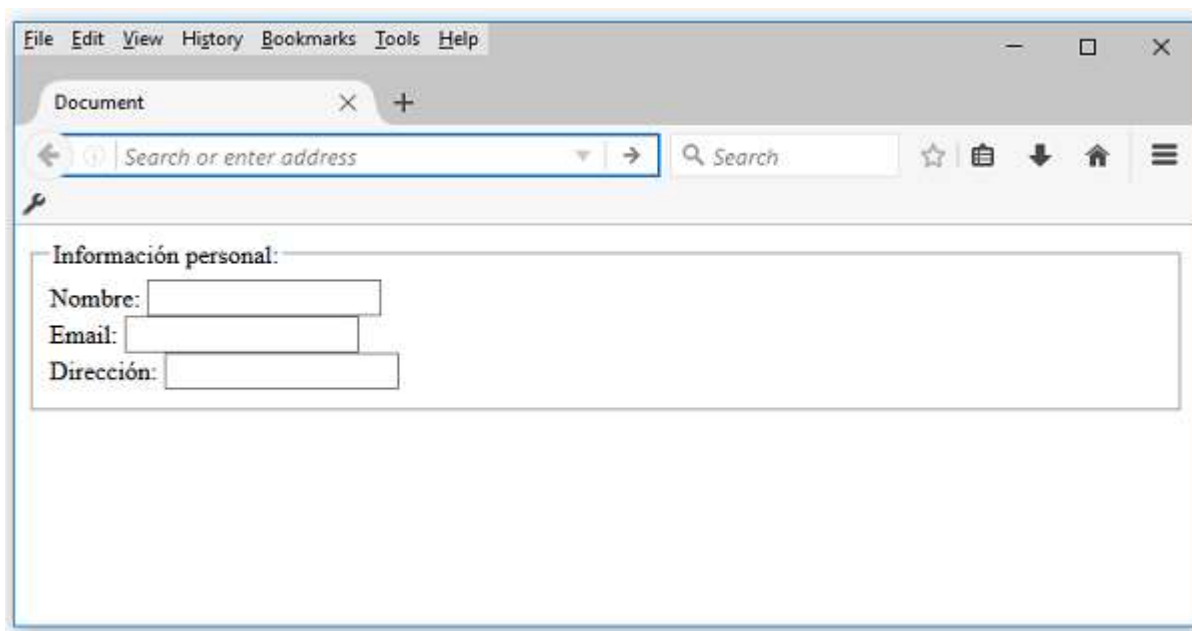 File Edit View History Bookmarks Tools Help
Document
Search or enter address
Search
Información personal:
Nombre:
Email:
Dirección: